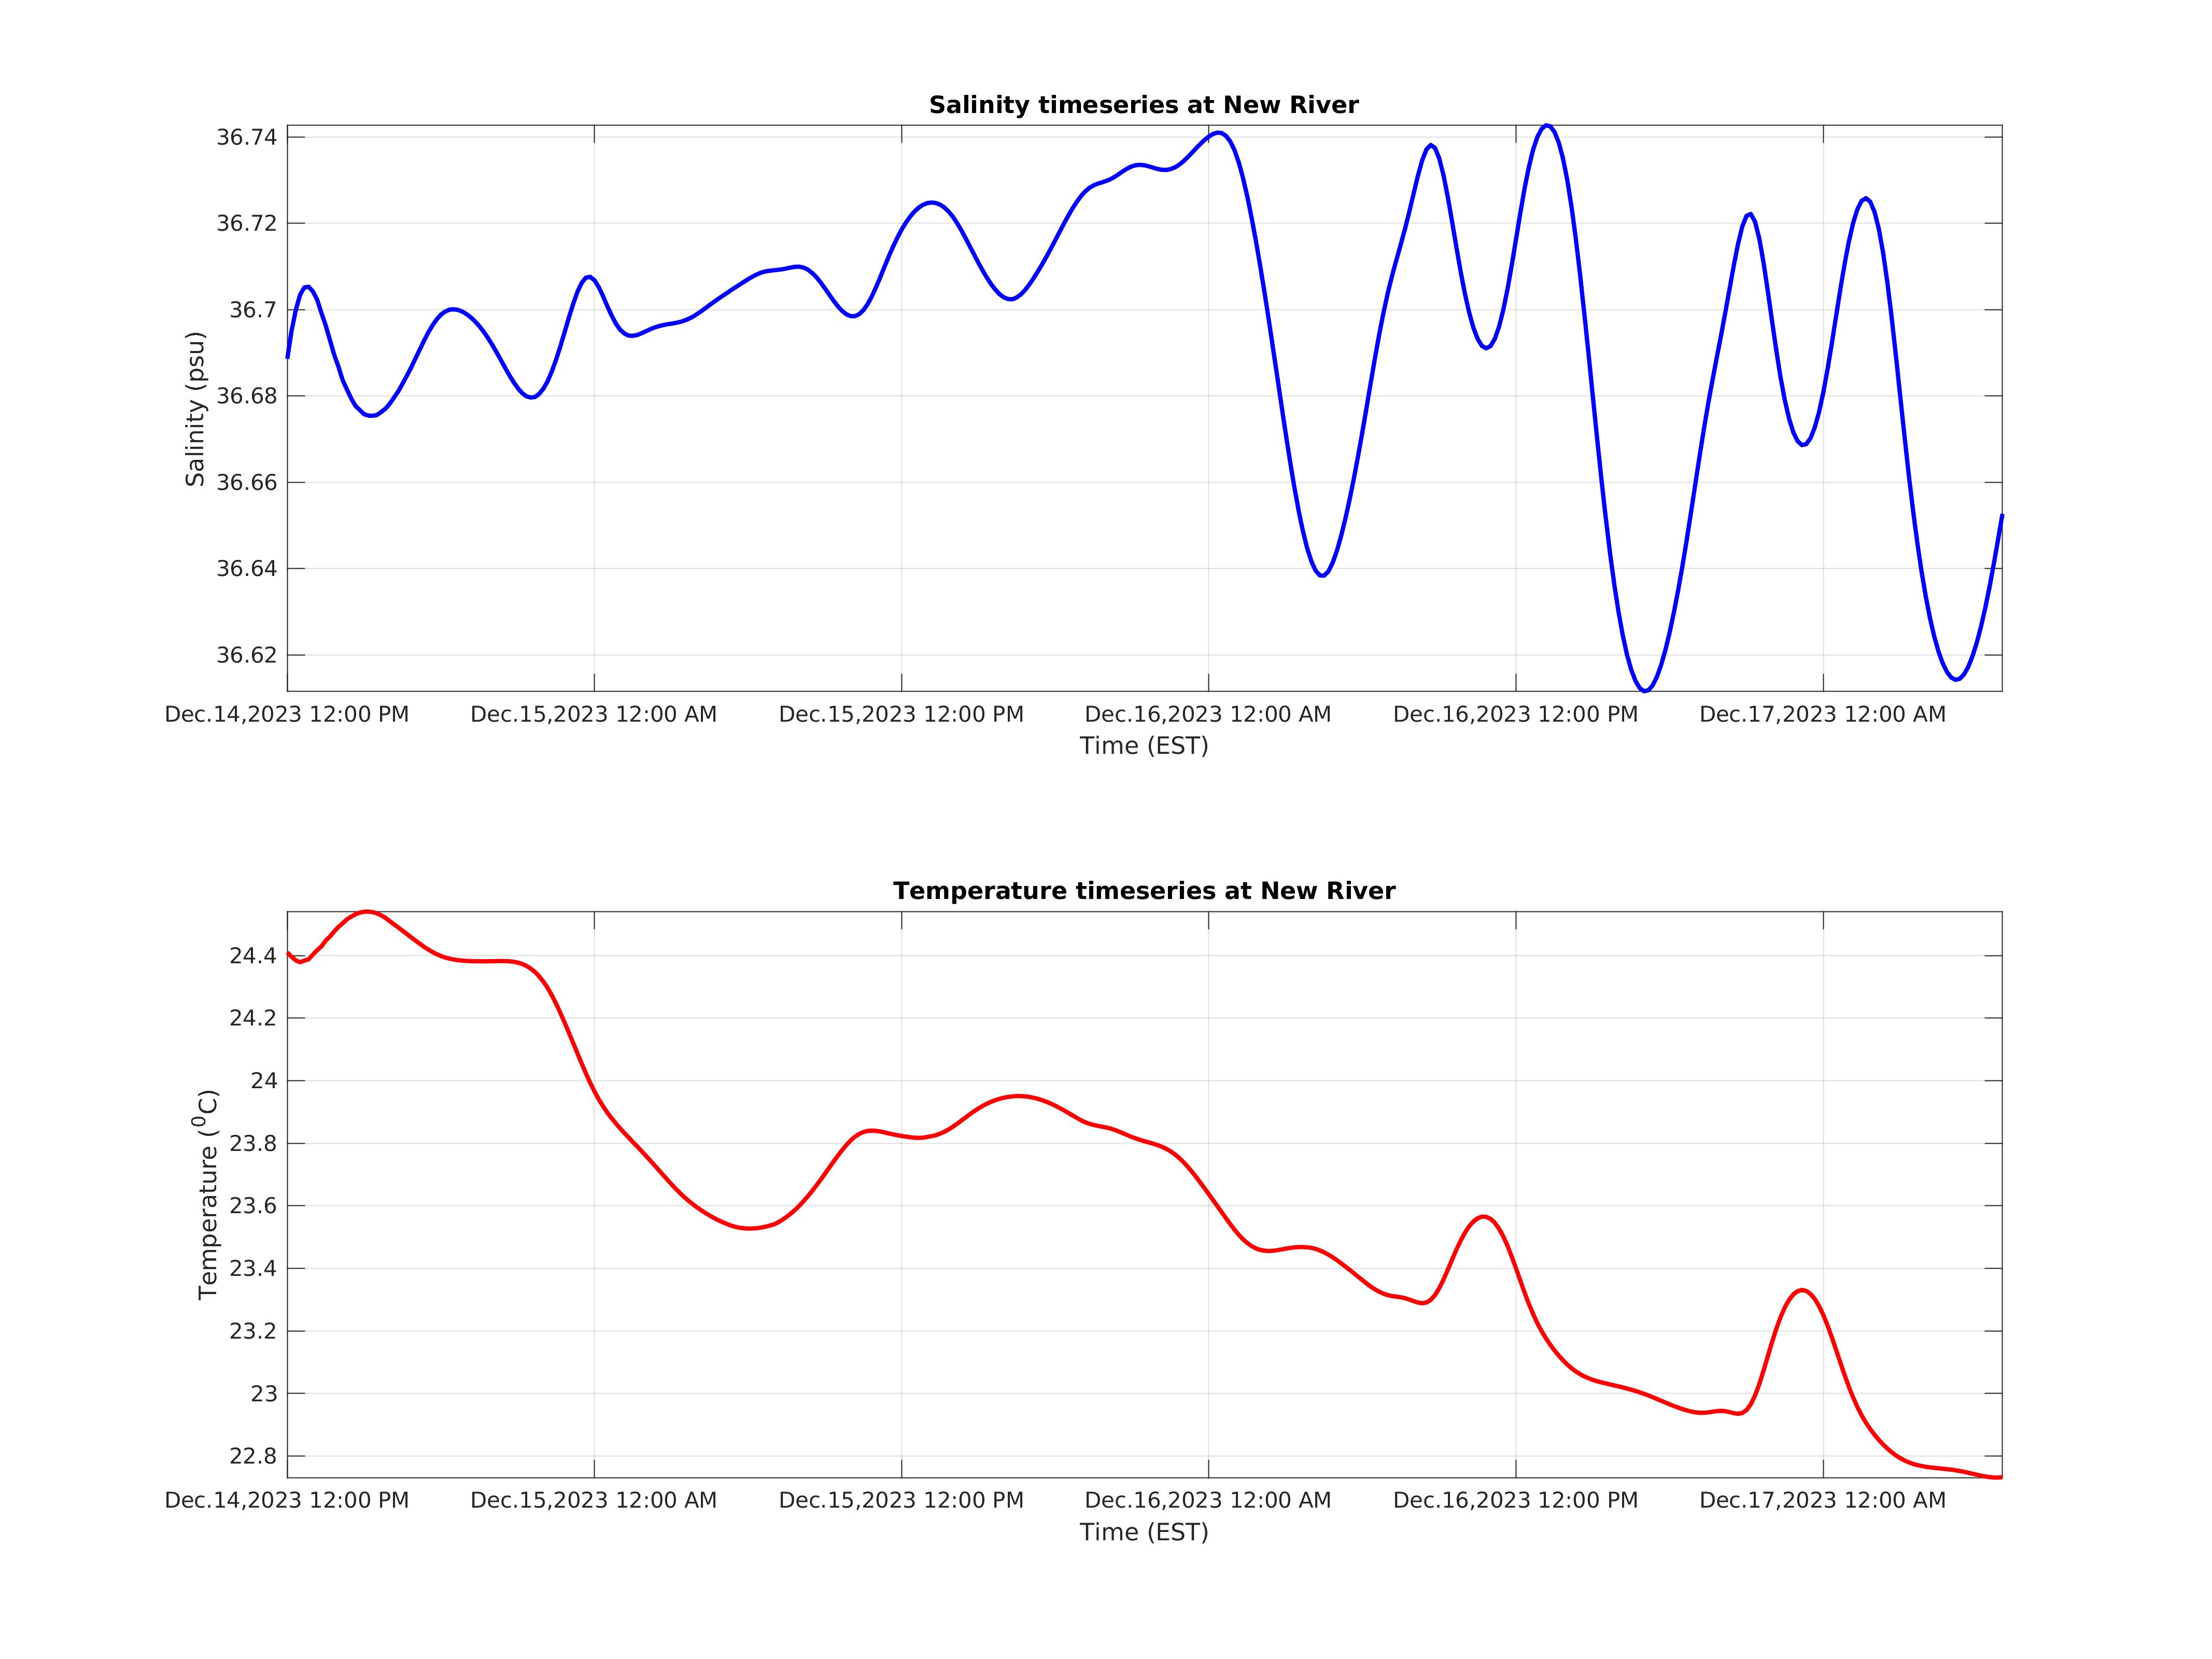 Salinity timeseries at New River
36.74
36.72
36.7
36.68
36.66
36.64
36.62
Salinity (psu)
Dec.14,2023 12:00 PM Dec.15,2023 12:00 AM Dec.15,2023 12:00 PM Dec.16,2023 12:00 AM Dec.16,2023 12:00 PM Dec.17,2023 12:00 AM
Time (EST)
Temperature timeseries at New River
24.4
24.2
24
23.8
23.6
23.4
23.2
23
22.8
Temperature (⁰C)
Dec.14,2023 12:00 PM Dec.15,2023 12:00 AM Dec.15,2023 12:00 PM Dec.16,2023 12:00 AM Dec.16,2023 12:00 PM Dec.17,2023 12:00 AM
Time (EST)